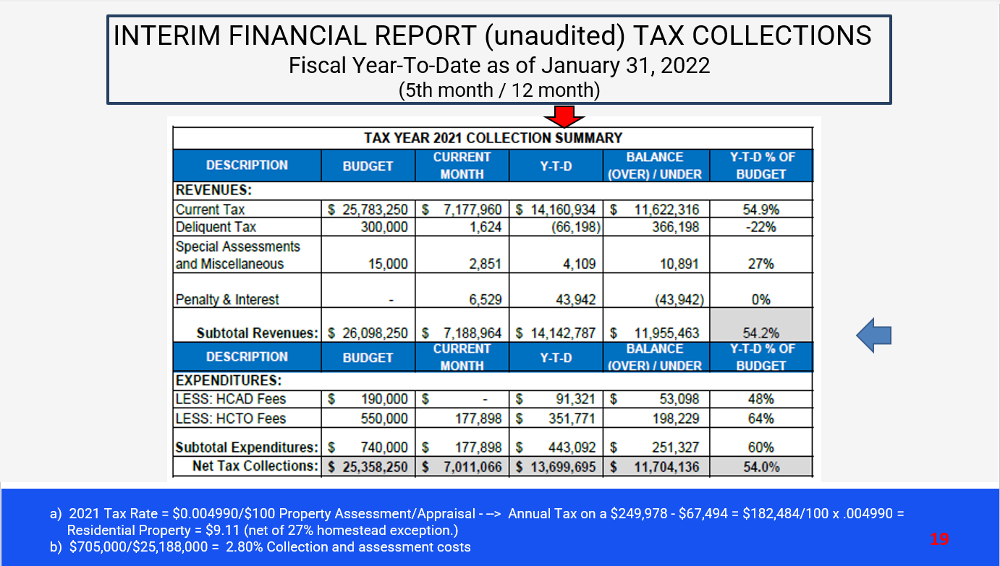 INTERIM FINANCIAL REPORT (unaudited) TAX COLLECTIONS
Fiscal Year-To-Date as of January 31, 2022
(5th month / 12 month)
TAX YEAR 2021 COLLECTION SUMMARY
DESCRIPTION BUDGET CURRENT MONTH Y-T-D BALANCE (OVER) / UNDER Y-T-D % OF BUDGET
REVENUES:
Current Tax $ 25,783,250 $ 7,177,960 $ 14,160,934 $ 11,622,316 54.9%
Deliquent Tax 300,000 1,624 (66,198) 366,198 -22%
Special Assessments
and Miscellaneous 15,000 2,851 4,109 10,891 27%
Penalty & Interest - 6,529 43,942 (43,942) 0%
Subtotal Revenues: $ 26,098,250 $ 7,188,964 $ 14,142,787 $ 11,955,463 54.2%
DESCRIPTION BUDGET CURRENT MONTH Y-T-D BALANCE (OVER) / UNDER Y-T-D % OF BUDGET
EXPENDITURES:
LESS: HCAD Fees $ 190,000 $ - $ 91,321 $ 53,098 48%
LESS: HCTO Fees 550,000 177,898 $ 351,771 198,229 64%
Subtotal Expenditures: $ 740,000 $ 177,898 $ 443,092 $ 251,327 60%
Net Tax Collections: $ 25,358,250 $ 7,011,066 $ 13,699,695 $ 11,704,136 54.0%
a) 2021 Tax Rate = $0.004990/$100 Property Assessment/Appraisal - --> Annual Tax on a $249,978 - $67,494 = $182,484/100 x .004990 =
Residential Property = $9.11 (net of 27% homestead exception.)
b) $705,000/$25,188,000 = 2.80% Collection and assessment costs
19